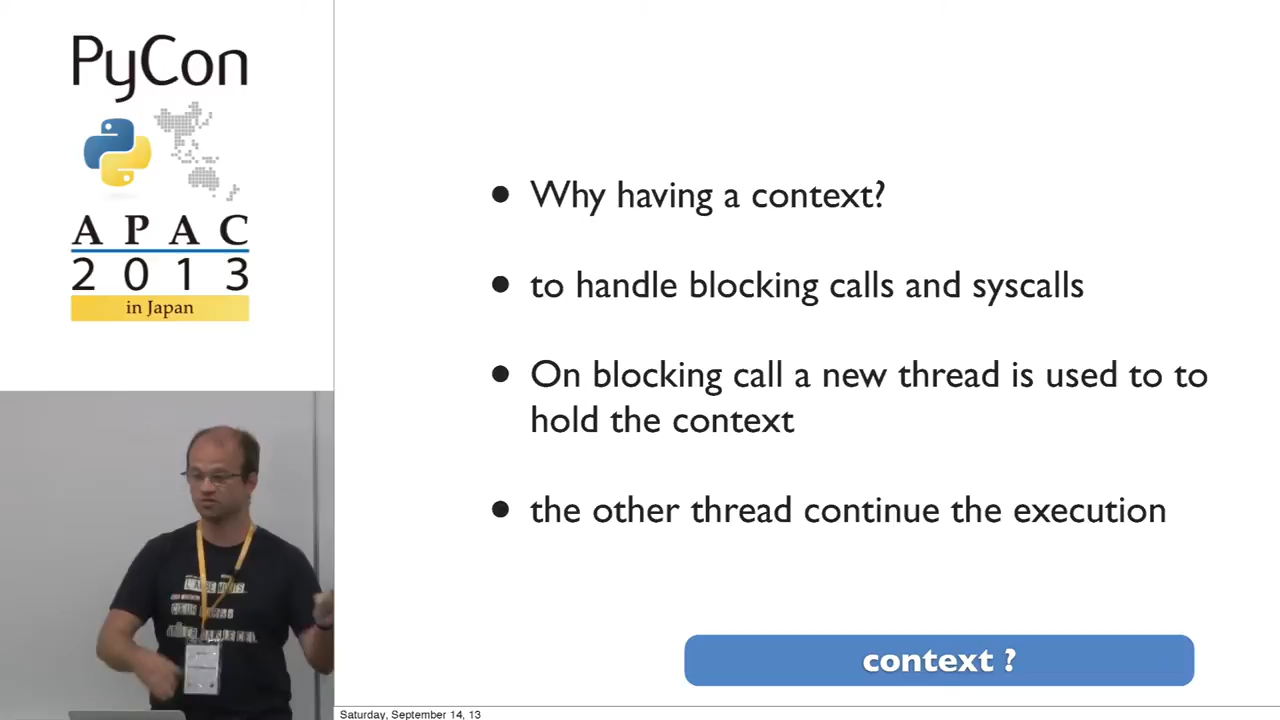 PyCon
APAC
2013
in Japan
• Why having a context?
• to handle blocking calls and syscalls
• On blocking call a new thread is used to to
hold the context
• the other thread continue the execution
context ?
Saturday, September 14, 13